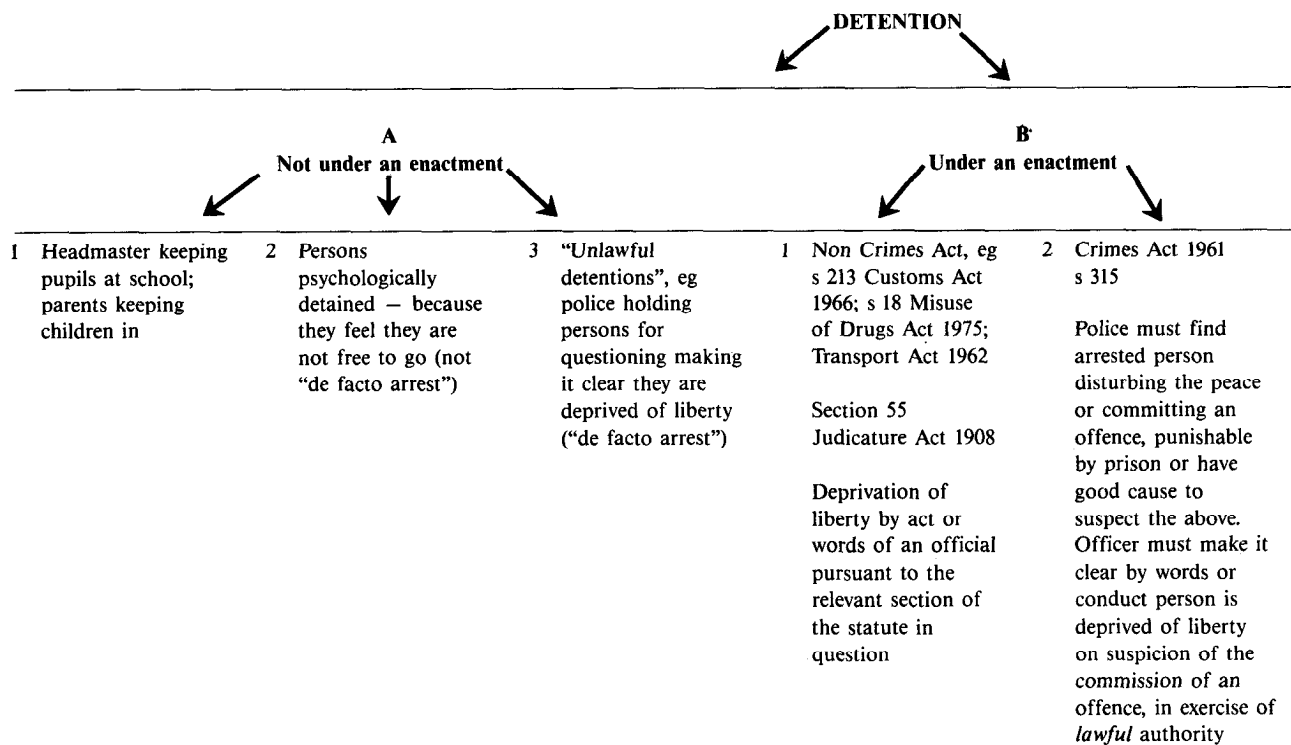 DETENTION
A
Not under an enactment
B
Under an enactment
1 Headmaster keeping
pupils at school;
parents keeping
children in
2 Persons
psychologically
detained — because
they feel they are
not free to go (not
“de facto arrest”)
3 “Unlawful
detentions”, eg
police holding
persons for
questioning making
it clear they are
deprived of liberty
(“de facto arrest”)
1 Non Crimes Act, eg
s 213 Customs Act
1966; s 18 Misuse
of Drugs Act 1975;
Transport Act 1962
Section 55
Judicature Act 1908
Deprivation of
liberty by act or
words of an official
pursuant to the
relevant section of
the statute in
question
2 Crimes Act 1961
s 315
Police must find
arrested person
disturbing the peace
or committing an
offence, punishable
by prison or have
good cause to
suspect the above.
Officer must make it
clear by words or
conduct person is
deprived of liberty
on suspicion of the
commission of an
offence, in exercise of
lawful authority